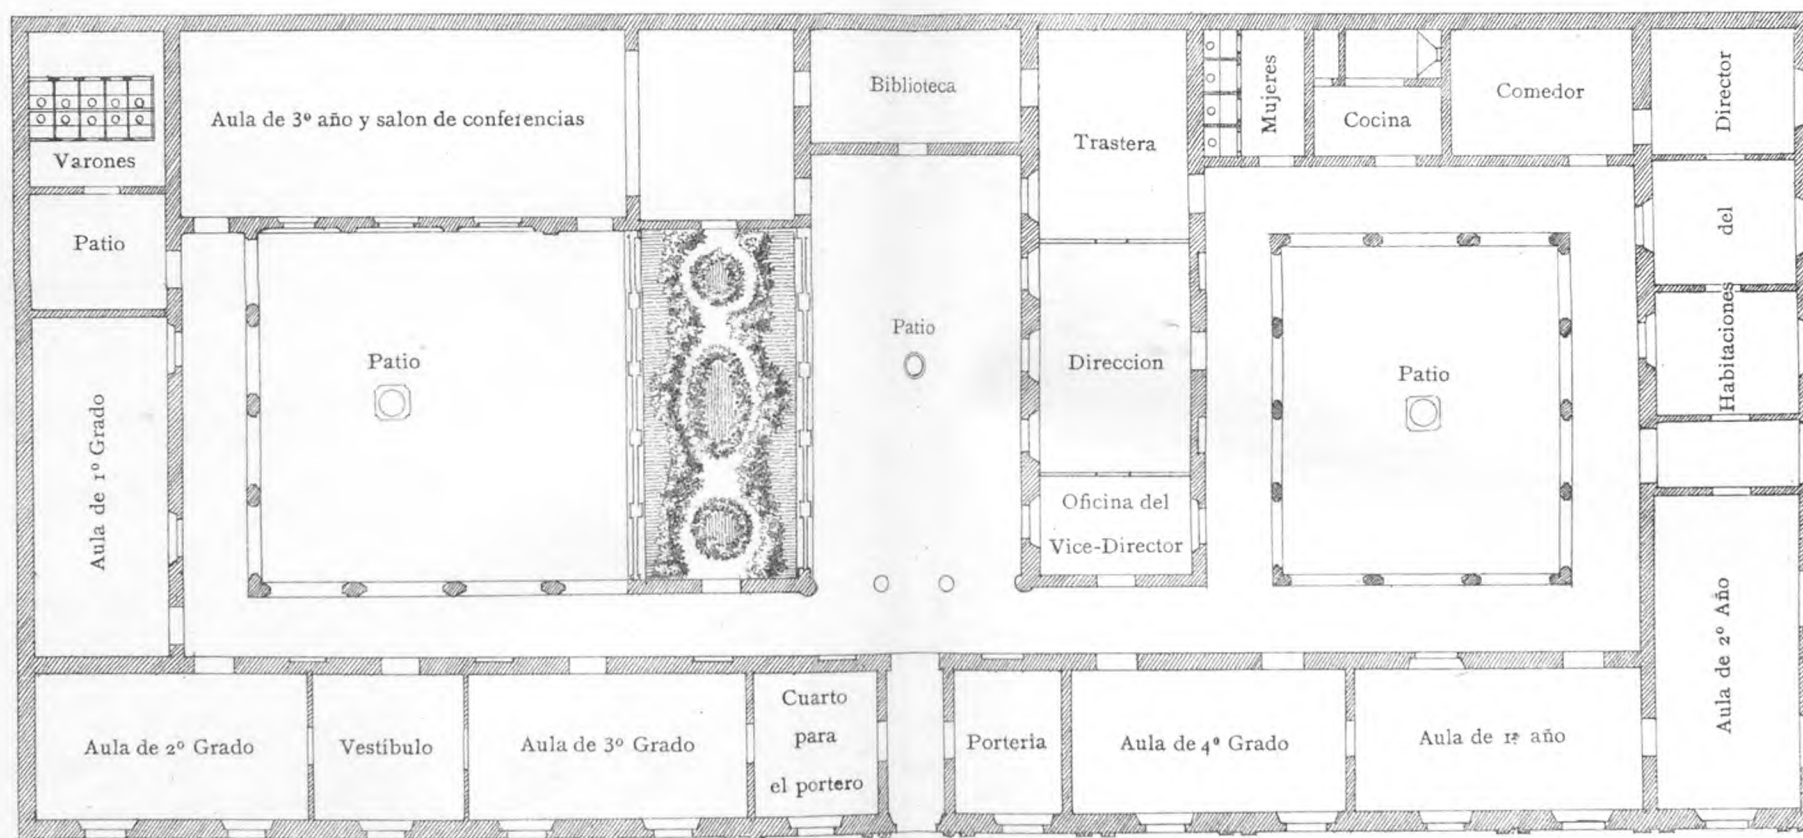 Varones
Aula de 3º año y salon de conferencias
Biblioteca
Trastera
Mujeres
Cocina
Comedor
Habitaciones del Director
Patio
Patio
Patio
Direccion
Patio
Aula de 1º Grado
Oficina del
Vice-Director
Aula de 2º Año
Aula de 2º Grado
Vestíbulo
Aula de 3º Grado
Cuarto
para
el portero
Porteria
Aula de 4º Grado
Aula de 1º año